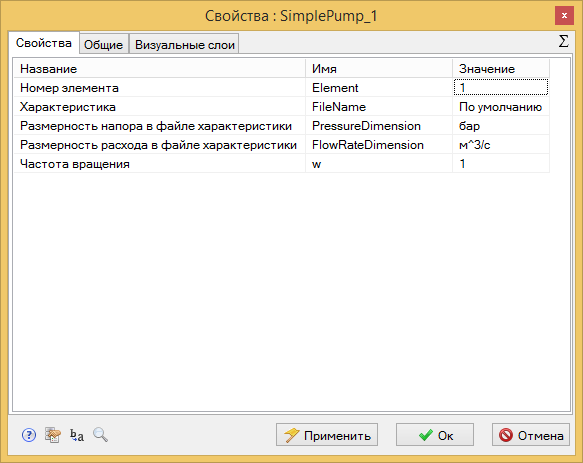 Свойства : SimplePump_1
x
Свойства Общие Визуальные слои Σ
Название Имя Значение
Номер элемента Element 1
Характеристика FileName По умолчанию
Размерность напора в файле характеристики PressureDimension бар
Размерность расхода в файле характеристики FlowRateDimension м^3/с
Частота вращения w 1
? ba Применить Ок Отмена